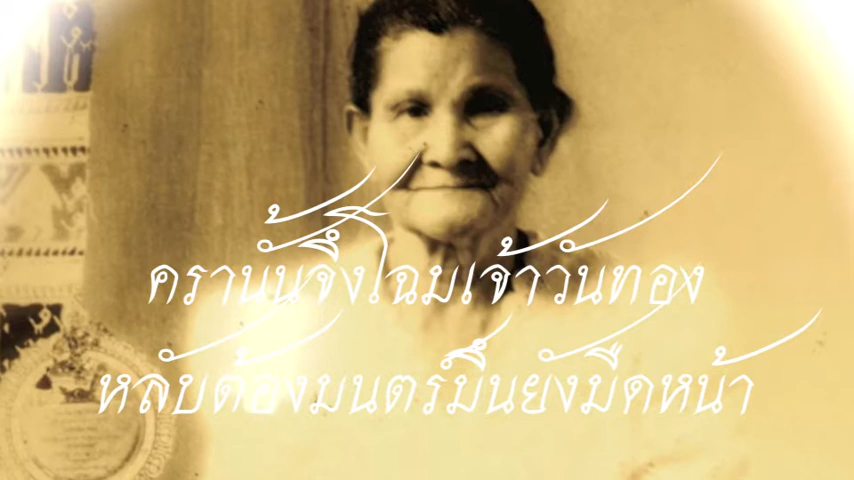 ครานั้นจึงโฉมเจ้าวันทอง
หลับต้องมนตร์มึนยังมืดหน้า